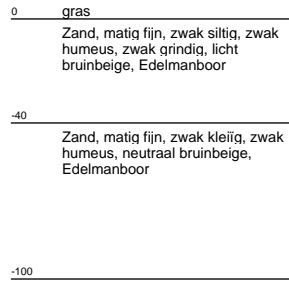 0 gras
Zand, matig fijn, zwak siltig, zwak
humeus, zwak grindig, licht
bruinbeige, Edelmanboor
-40
Zand, matig fijn, zwak kleiïg, zwak
humeus, neutraal bruinbeige,
Edelmanboor
-100